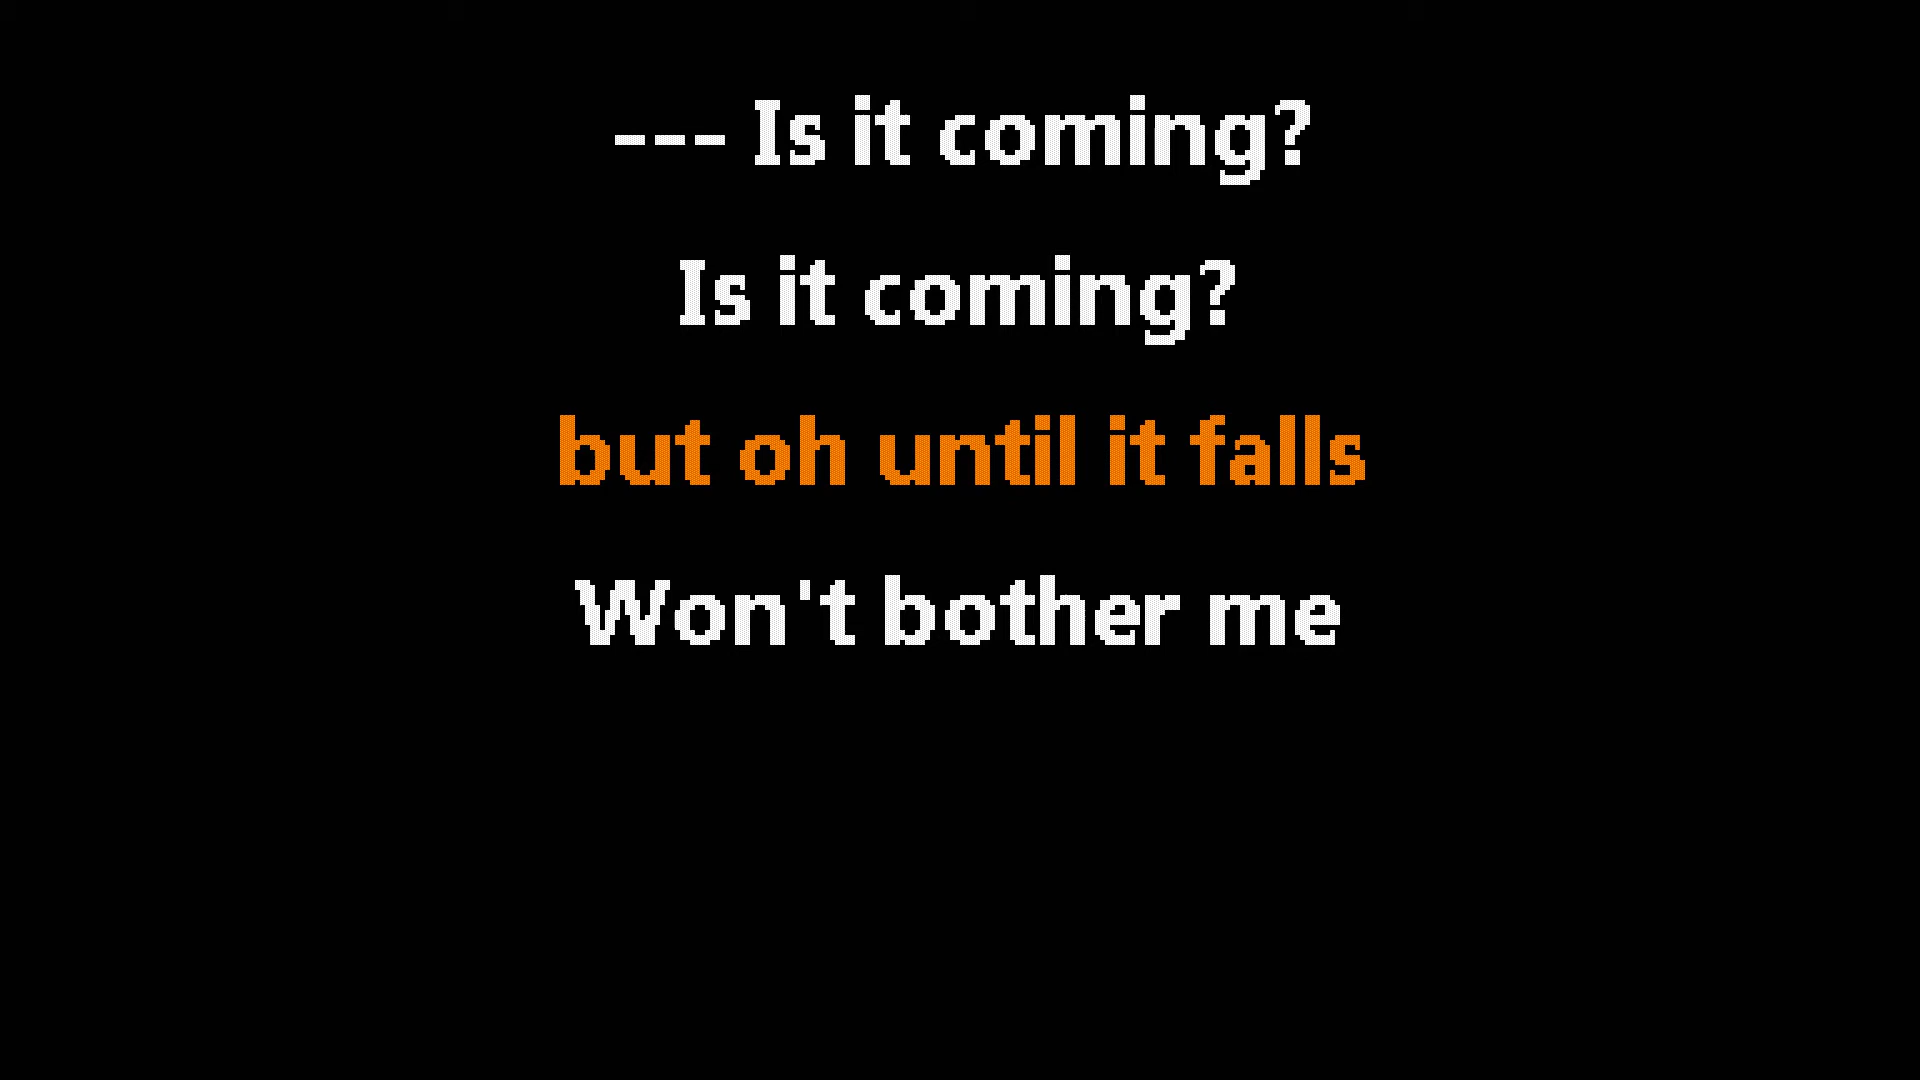 --- Is it coming?
Is it coming?
but oh until it falls
Won't bother me